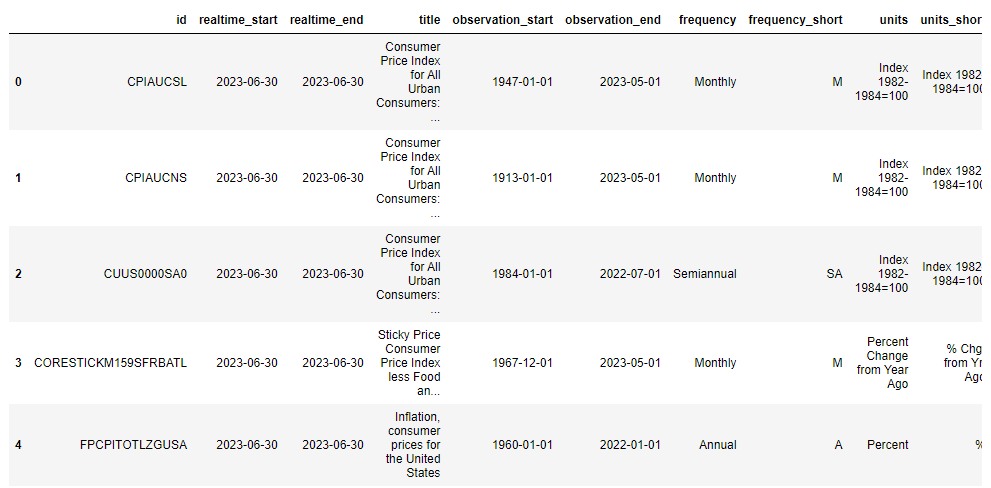 id realtime_start realtime_end title observation_start observation_end frequency frequency_short units units_shor
0 CPIAUCSL 2023-06-30 2023-06-30 Consumer Price Index for All Urban Consumers: ... 1947-01-01 2023-05-01 Monthly M Index 1982-1984=100 Index 1982 1984=100
1 CPIAUCNS 2023-06-30 2023-06-30 Consumer Price Index for All Urban Consumers: ... 1913-01-01 2023-05-01 Monthly M Index 1982-1984=100 Index 1982 1984=100
2 CUUS0000SA0 2023-06-30 2023-06-30 Consumer Price Index for All Urban Consumers: ... 1984-01-01 2022-07-01 Semiannual SA Index 1982-1984=100 Index 1982 1984=100
3 CORESTICKM159SFRBATL 2023-06-30 2023-06-30 Sticky Price Consumer Price Index less Food an... 1967-12-01 2023-05-01 Monthly M Percent Change from Year Ago % Chg from Yr Ago
4 FPCPITOTLZGUSA 2023-06-30 2023-06-30 Inflation, consumer prices for the United States 1960-01-01 2022-01-01 Annual A Percent %